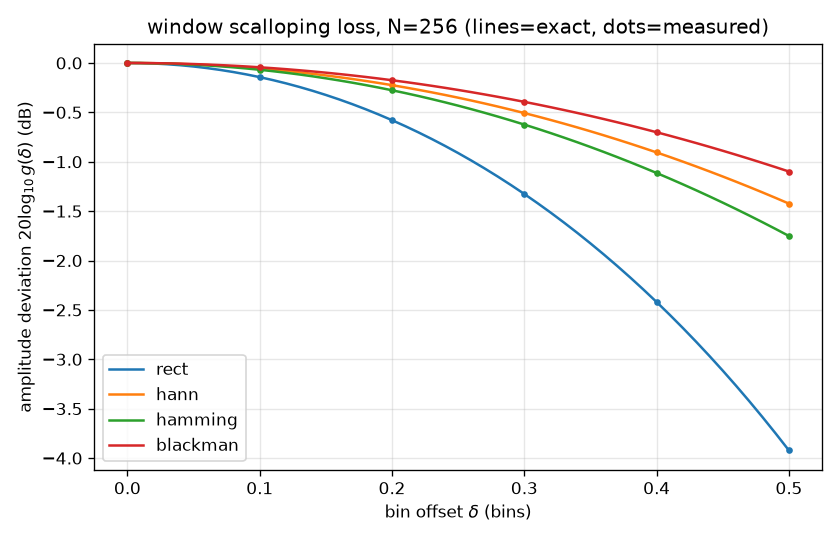 window scalloping loss, N=256 (lines=exact, dots=measured)
amplitude deviation 20log₁₀ g(δ) (dB)
0.0
−0.5
−1.0
−1.5
−2.0
−2.5
−3.0
−3.5
−4.0
rect
hann
hamming
blackman
0.0 0.1 0.2 0.3 0.4 0.5
bin offset δ (bins)